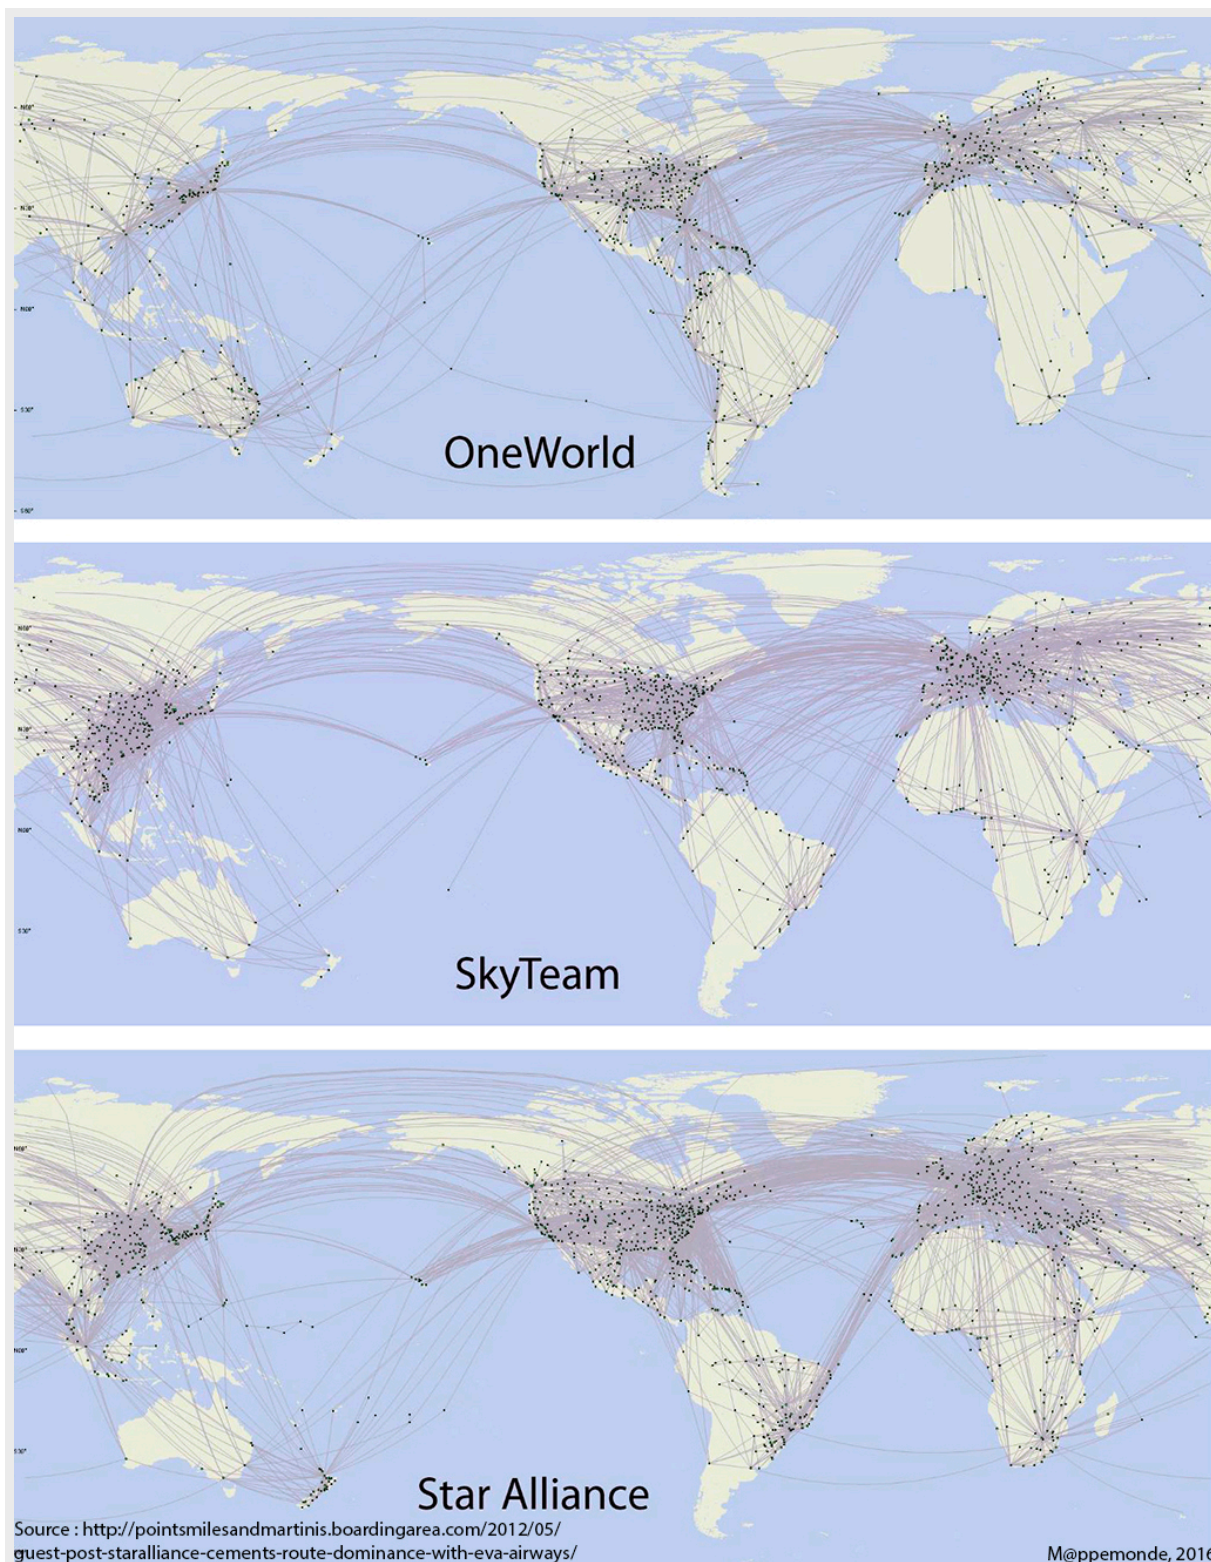 OneWorld
SkyTeam
Star Alliance
Source : http://pointsmilesandmartinis.boardingarea.com/2012/05/
guest-post-staralliance-cements-route-dominance-with-eva-airways/
M@ppemonde, 2016